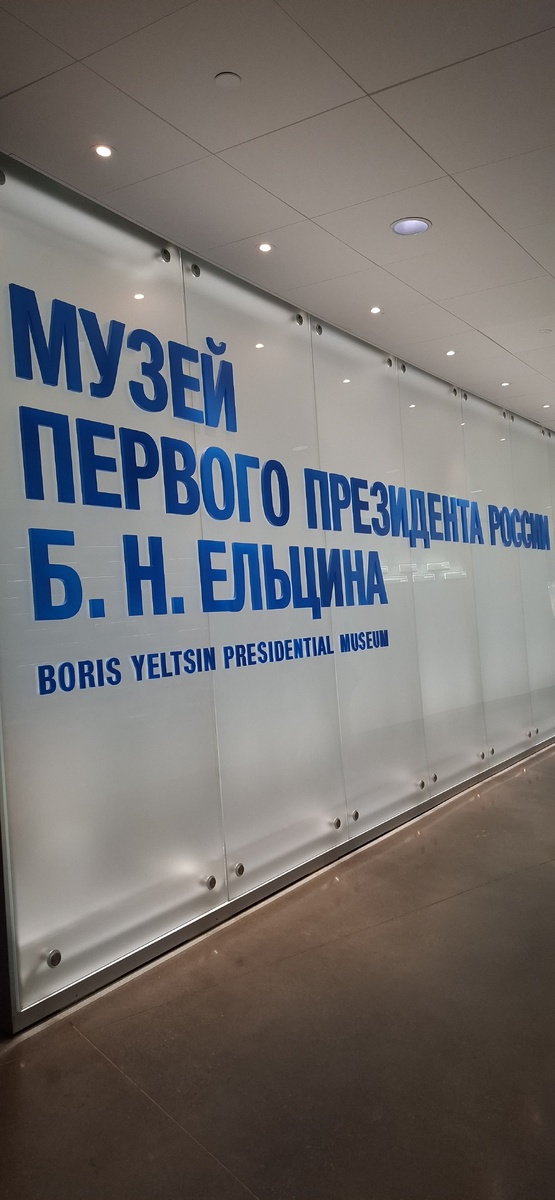 МУЗЕЙ
ПЕРВОГО ПРЕЗИДЕНТА РОССИИ
Б. Н. ЕЛЬЦИНА
BORIS YELTSIN PRESIDENTIAL MUSEUM